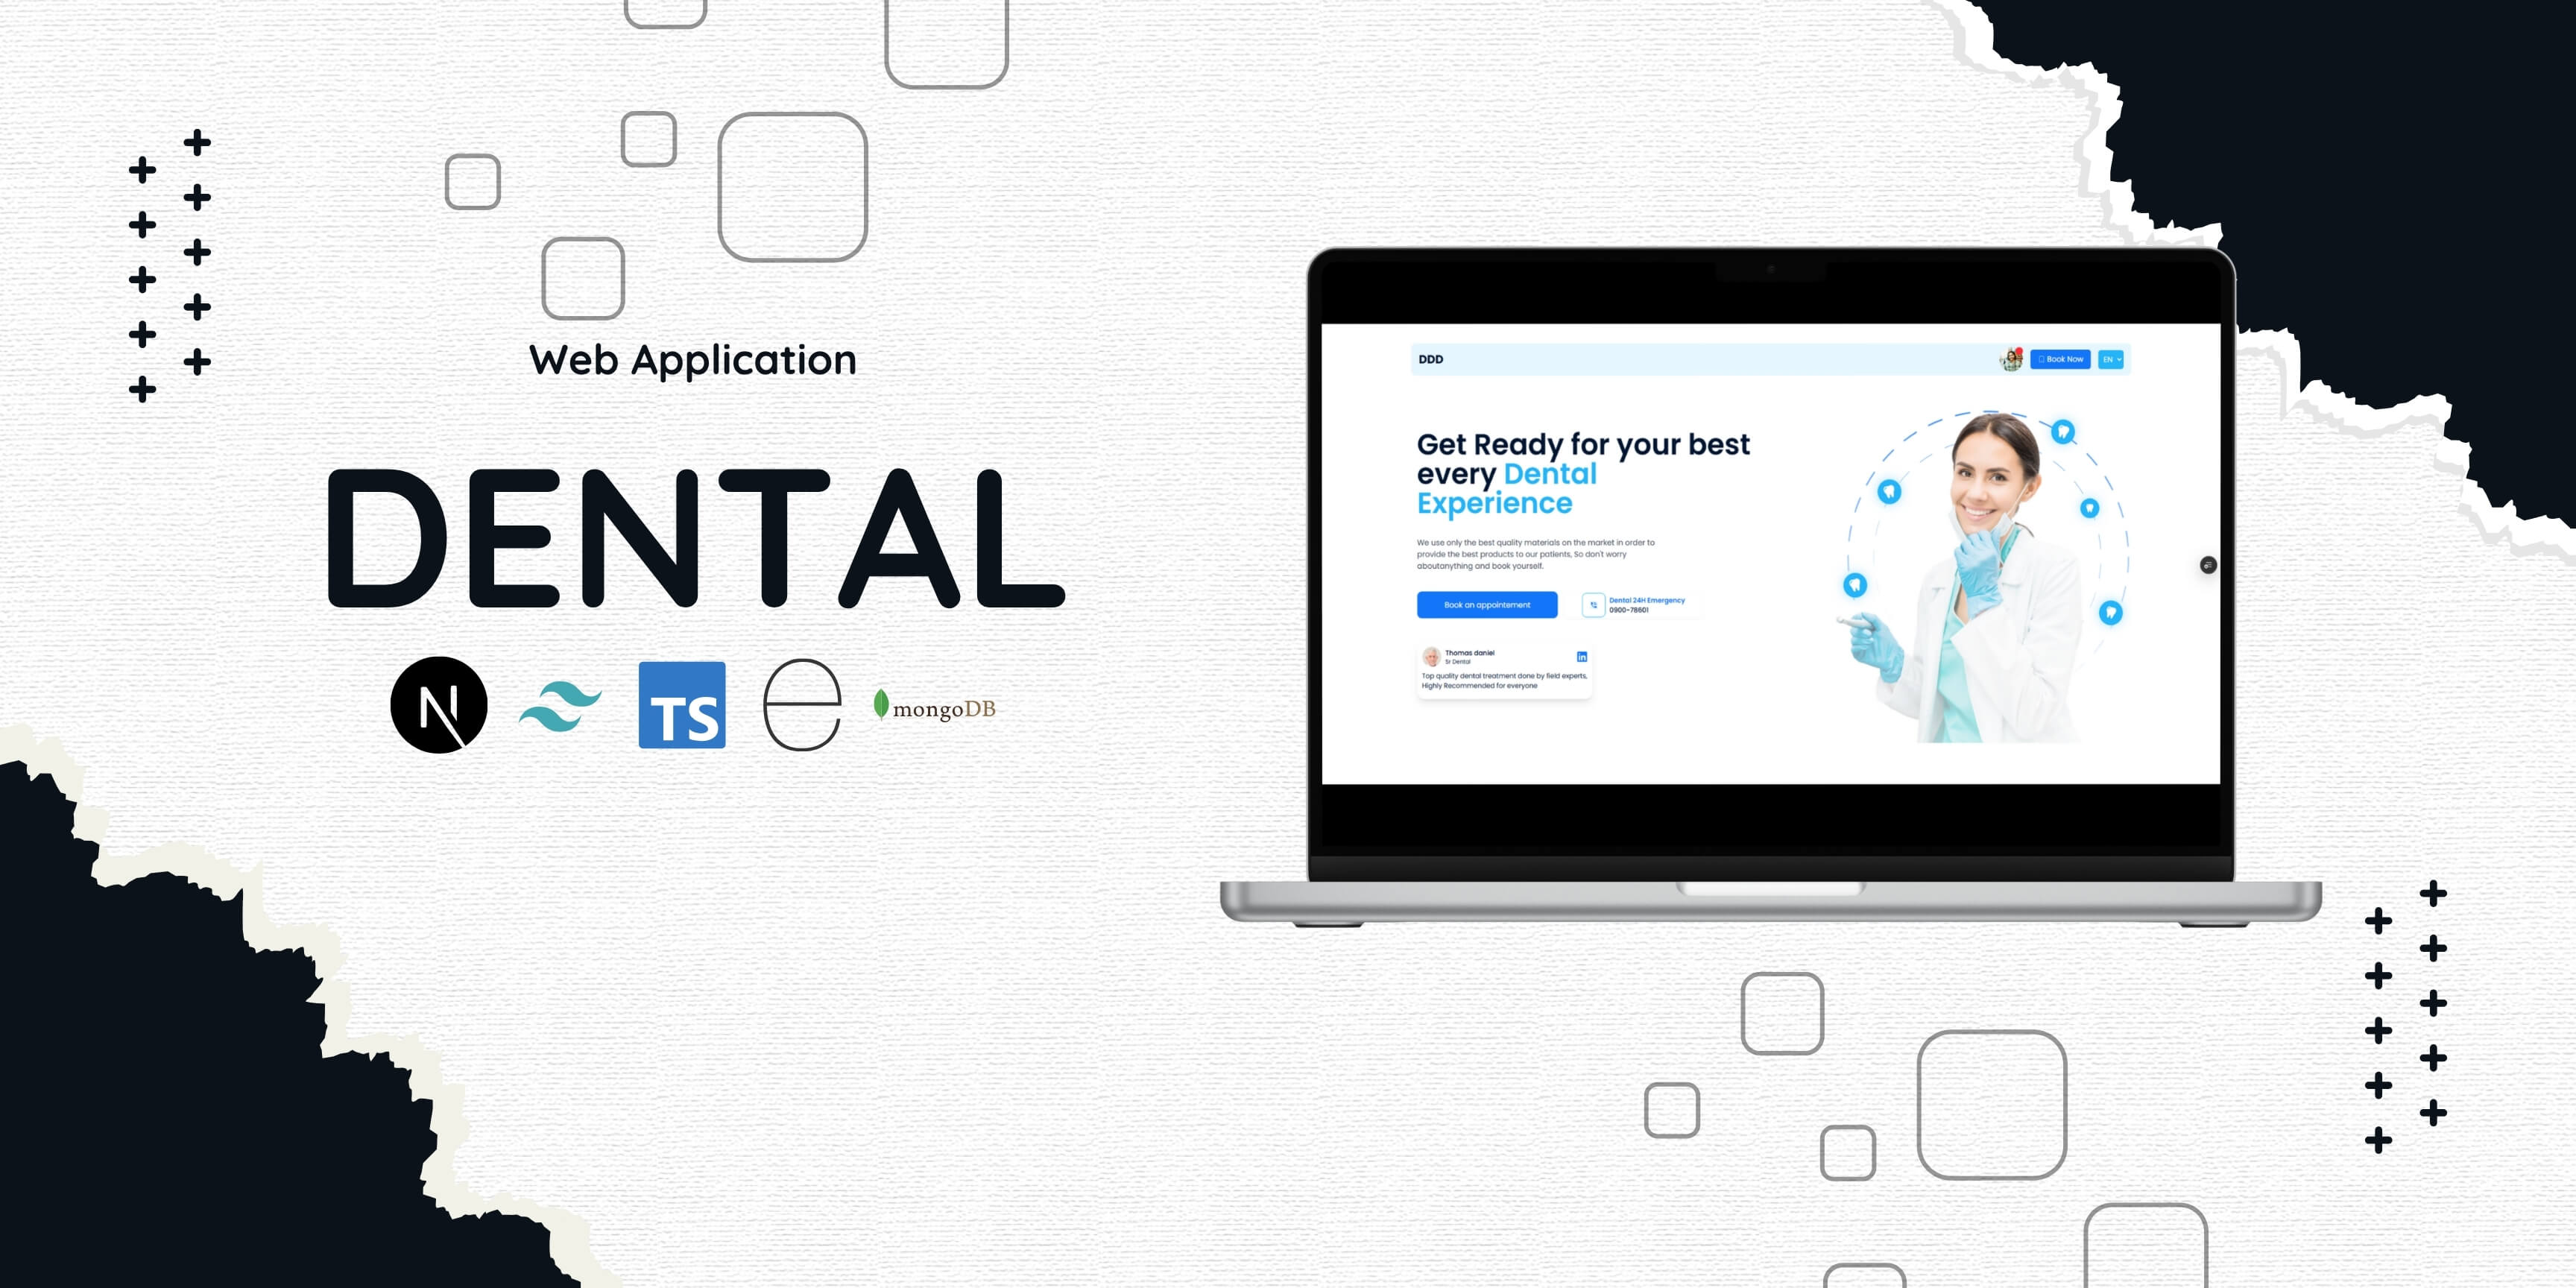 Web Application
DENTAL
N
TS
e
mongoDB
DDD
Book Now
EN
Get Ready for your best
every Dental
Experience
We use only the best quality materials on the market in order to
provide the best products to our patients, So don't worry
aboutanything and book yourself.
Book an appointement
Dental 24H Emergency
0900-78601
Thomas daniel
Sr Dental
in
Top quality dental treatment done by field experts,
Highly Recommended for everyone